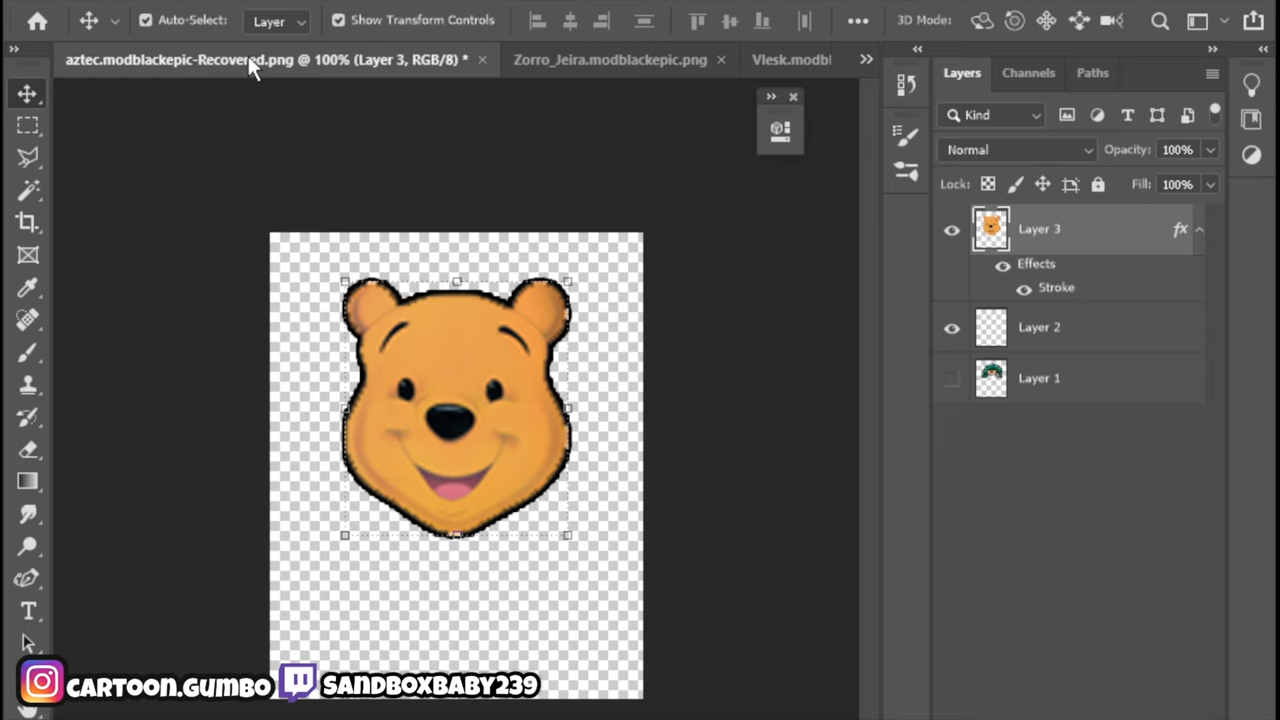 Auto-Select: Layer Show Transform Controls 3D Mode:
aztec.modblackepic-Recovered.png @ 100% (Layer 3, RGB/8) * Zorro_Jeira.modblackepic.png Vlesk.modbl
Layers Channels Paths
Kind
Normal Opacity: 100%
Lock: Fill: 100%
Layer 3 fx
Effects
Stroke
Layer 2
Layer 1
CARTOON.GUMBO SANDBOXBABY239